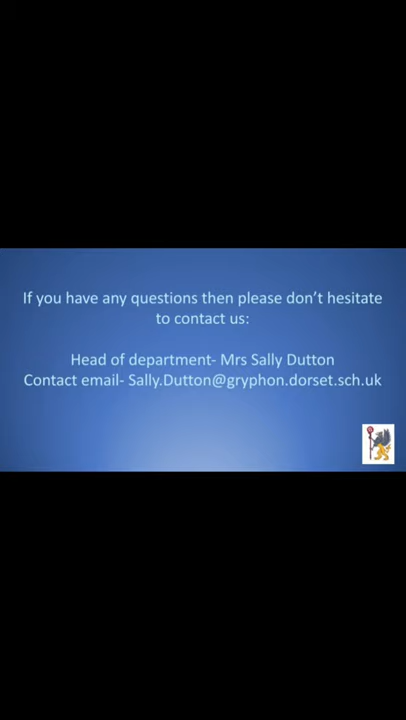 If you have any questions then please don't hesitate
to contact us:
Head of department- Mrs Sally Dutton
Contact email- Sally.Dutton@gryphon.dorset.sch.uk